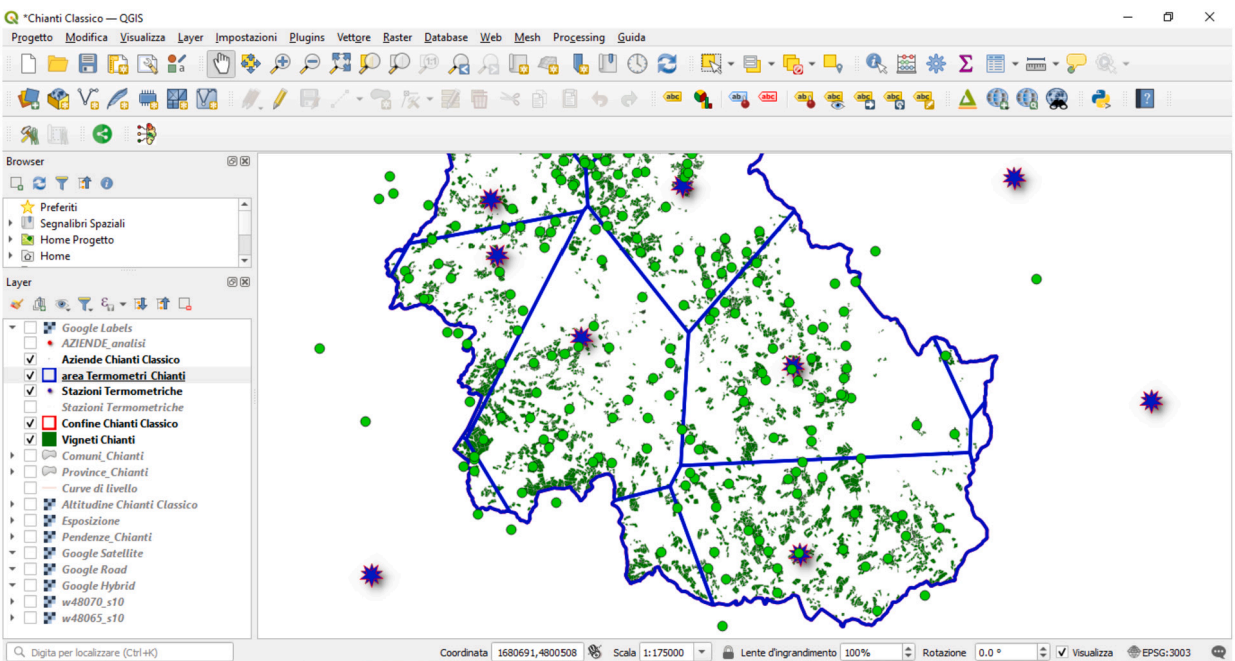 *Chianti Classico — QGIS
Progetto Modifica Visualizza Layer Impostazioni Plugins Vettore Raster Database Web Mesh Processing Guida
abc abc
Browser
Preferiti
Segnalibri Spaziali
Home Progetto
Home
Layer
Google Labels
AZIENDE_analisi
Aziende Chianti Classico
area Termometri_Chianti
Stazioni Termometriche
Stazioni Termometriche
Confine Chianti Classico
Vigneti Chianti
Comuni_Chianti
Province_Chianti
Curve di livello
Altitudine Chianti Classico
Esposizione
Pendenze_Chianti
Google Satellite
Google Road
Google Hybrid
w48070_s10
w48065_s10
Digita per localizzare (Ctrl+K) Coordinata 1680691,4800508 Scala 1:175000 Lente d'ingrandimento 100% Rotazione 0.0 ° Visualizza EPSG:3003